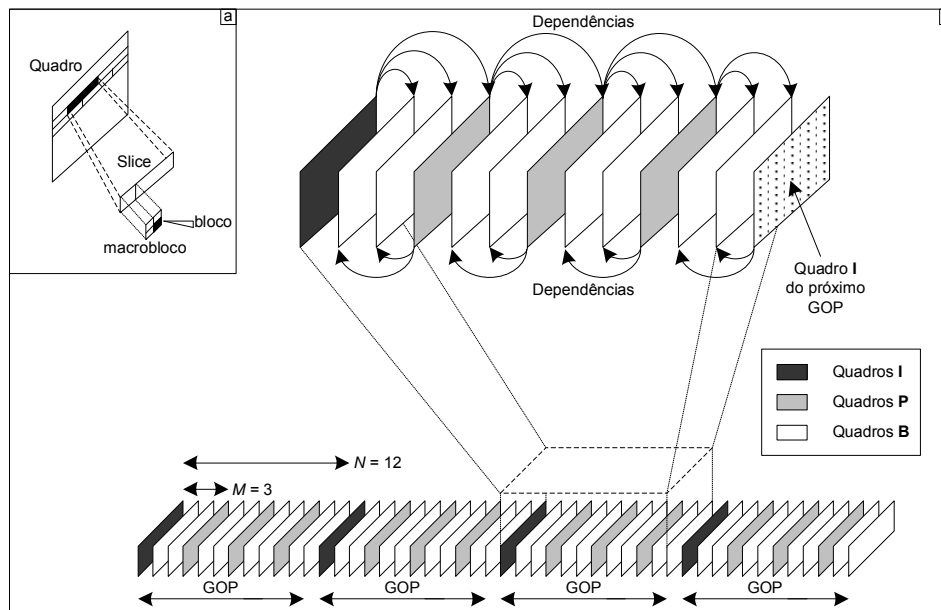 a
Quadro
Slice
bloco
macrobloco
Dependências
Dependências
Quadro I
do próximo
GOP
Quadros I
Quadros P
Quadros B
N = 12
M = 3
GOP
GOP
GOP
GOP